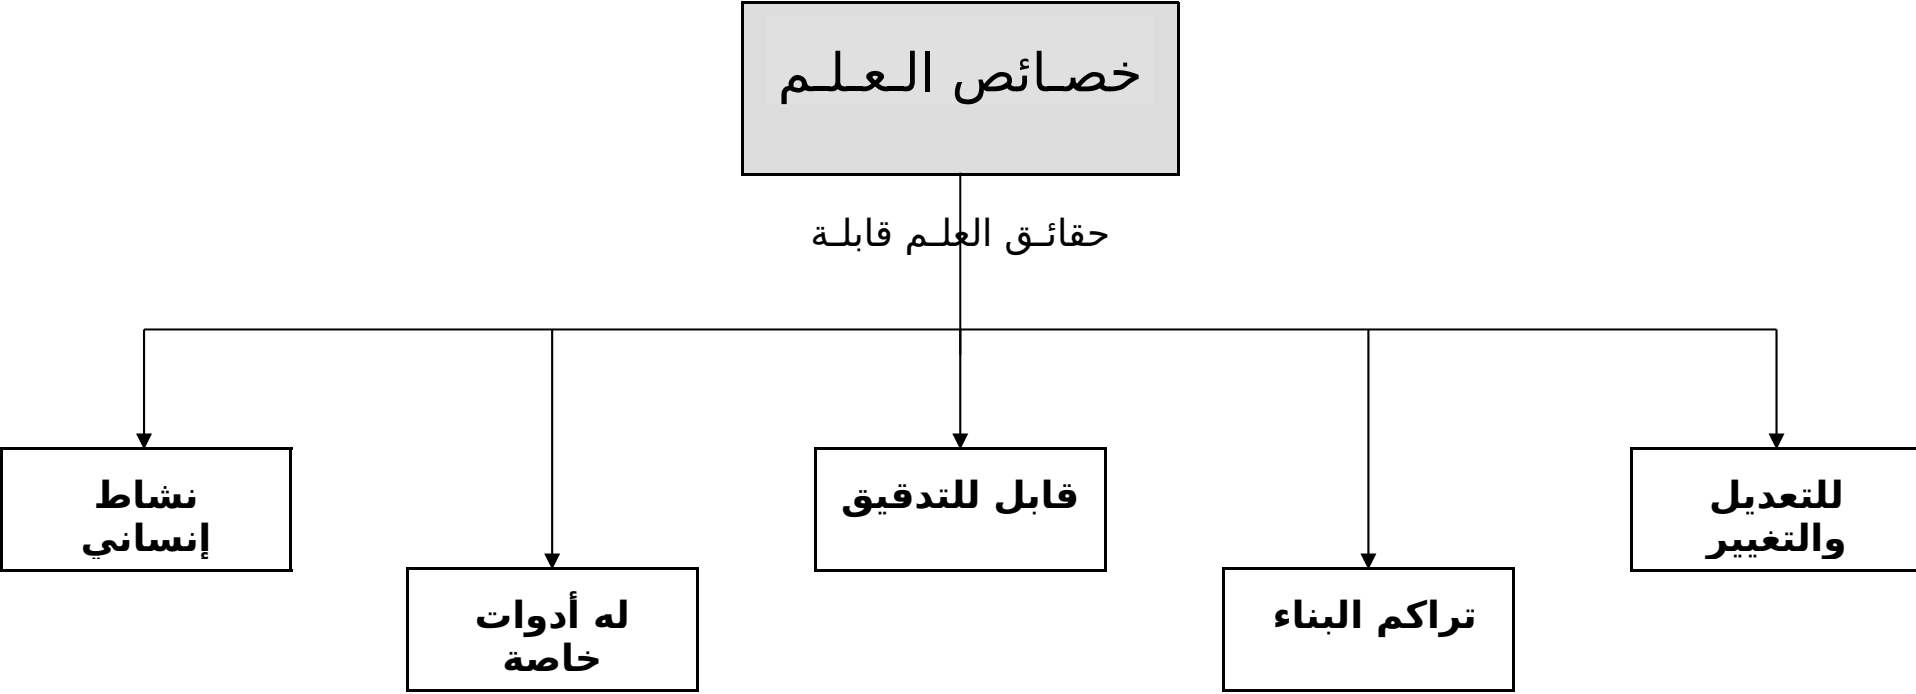 خصائص العلم
حقائق العلم قابلة
للتعديل
والتغيير
تراكم البناء
قابل للتدقيق
له أدوات
خاصة
نشاط
إنساني